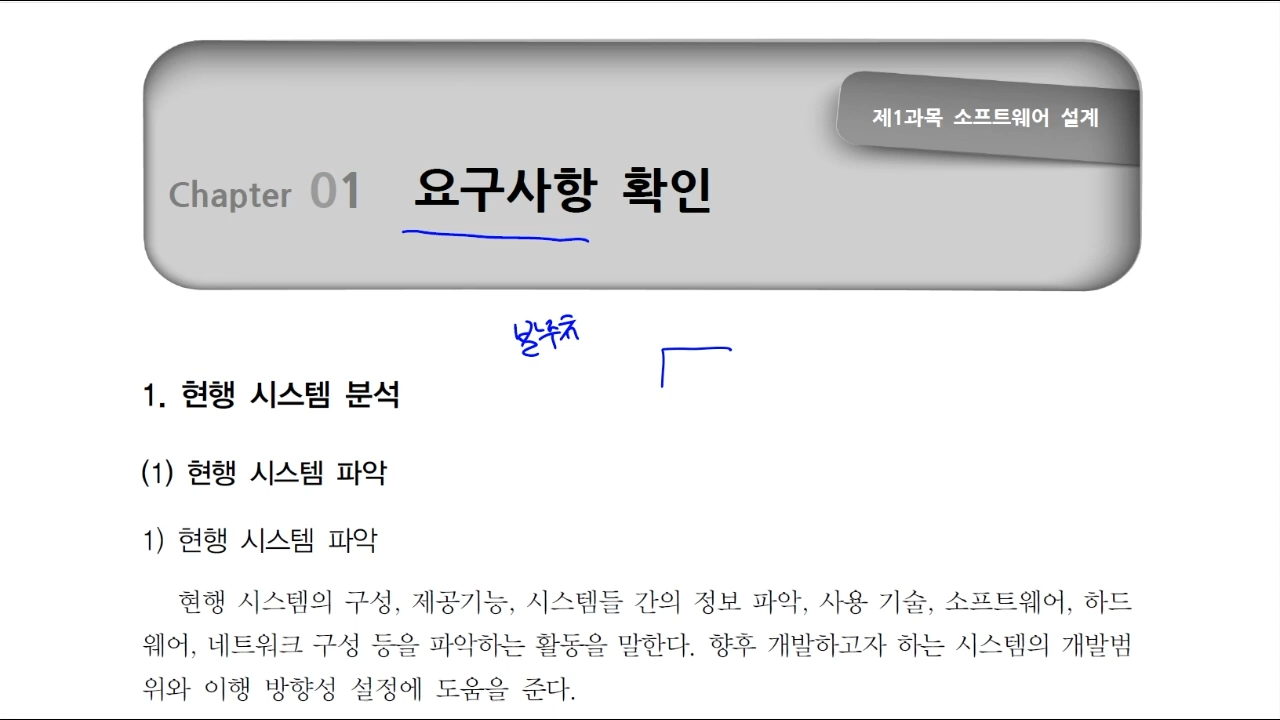 제1과목 소프트웨어 설계
Chapter 01 요구사항 확인
발주처
1. 현행 시스템 분석
(1) 현행 시스템 파악
1) 현행 시스템 파악
현행 시스템의 구성, 제공기능, 시스템들 간의 정보 파악, 사용 기술, 소프트웨어, 하드
웨어, 네트워크 구성 등을 파악하는 활동을 말한다. 향후 개발하고자 하는 시스템의 개발범
위와 이행 방향성 설정에 도움을 준다.